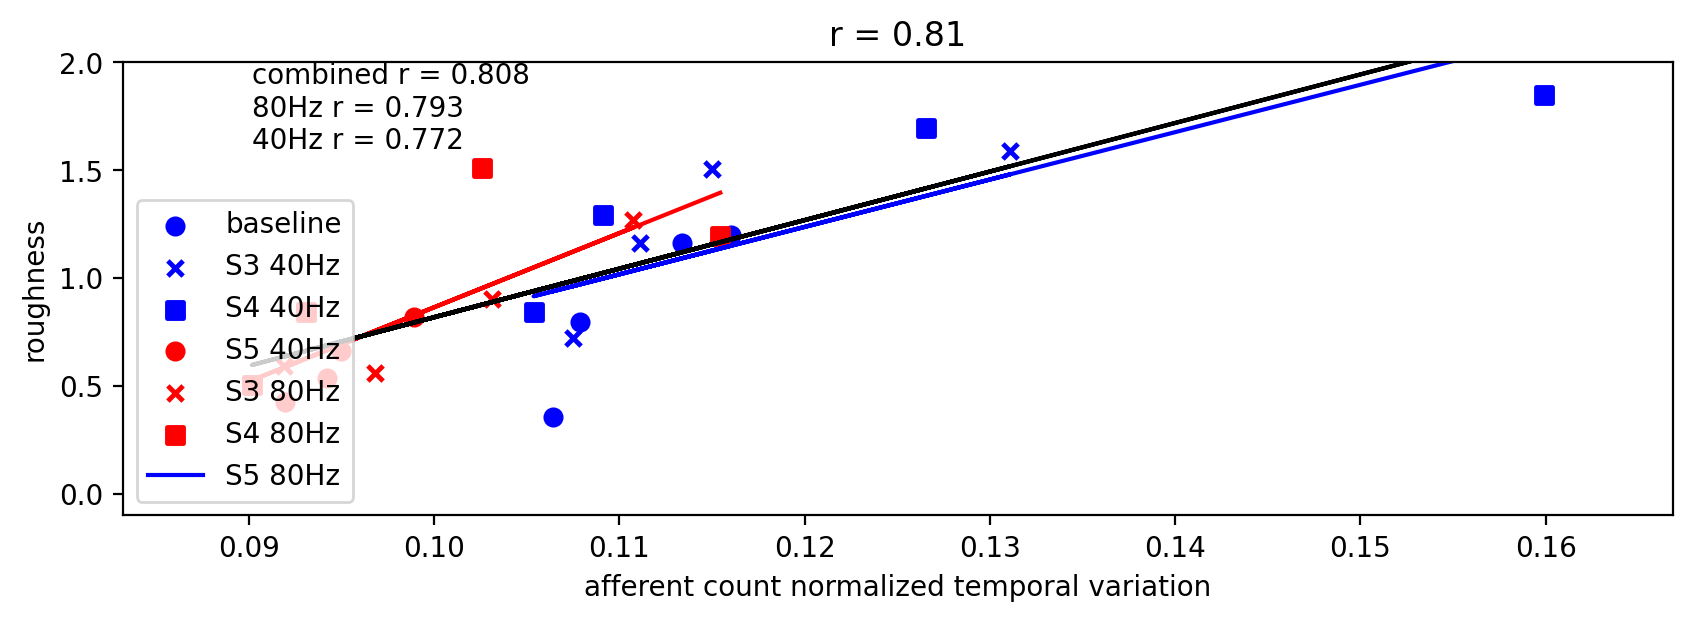 r = 0.81
combined r = 0.808
80Hz r = 0.793
40Hz r = 0.772
roughness
2.0
1.5
1.0
0.5
0.0
baseline
S3 40Hz
S4 40Hz
S5 40Hz
S3 80Hz
S4 80Hz
S5 80Hz
0.09 0.10 0.11 0.12 0.13 0.14 0.15 0.16
afferent count normalized temporal variation